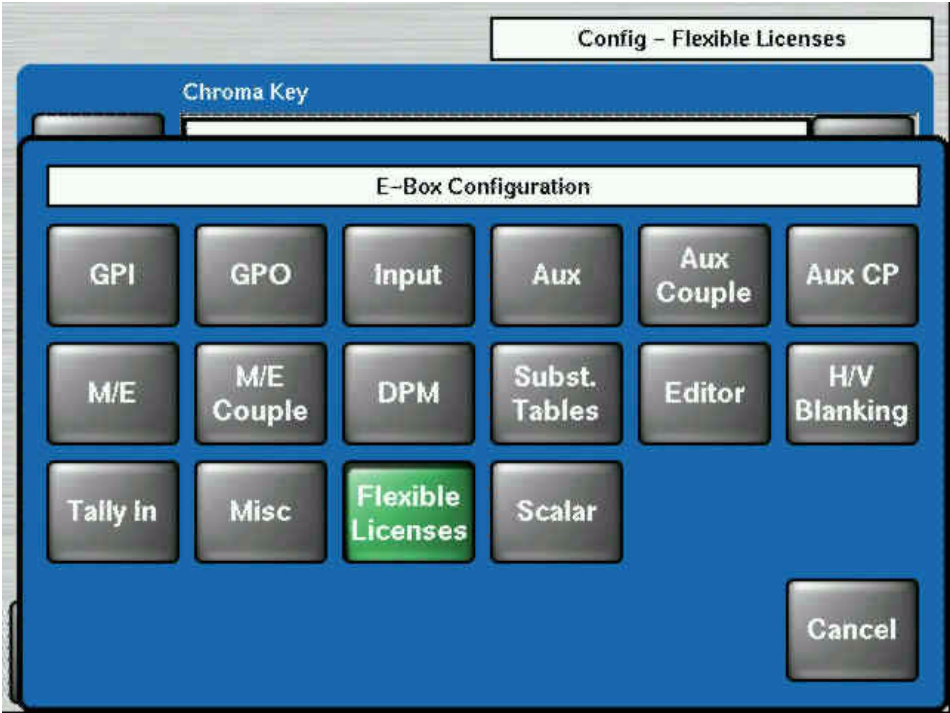 Config – Flexible Licenses
Chroma Key
E–Box Configuration
GPI
GPO
Input
Aux
Aux
Couple
Aux CP
M/E
M/E
Couple
DPM
Subst.
Tables
Editor
H/V
Blanking
Tally In
Misc
Flexible
Licenses
Scalar
Cancel